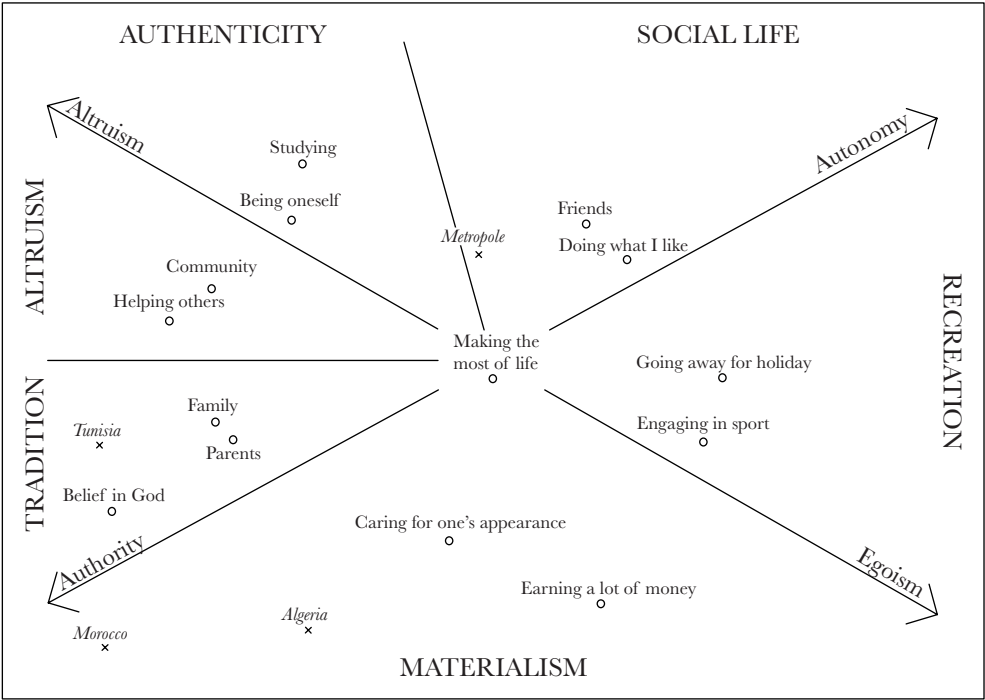 AUTHENTICITY
SOCIAL LIFE
Altruism
Autonomy
Studying
Being oneself
Friends
Metropole
Doing what I like
ALTRUISM
Community
Helping others
Making the
most of life
Going away for holiday
RECREATION
TRADITION
Family
Tunisia
Parents
Engaging in sport
Belief in God
Caring for one's appearance
Authority
Egoism
Earning a lot of money
Algeria
Morocco
MATERIALISM